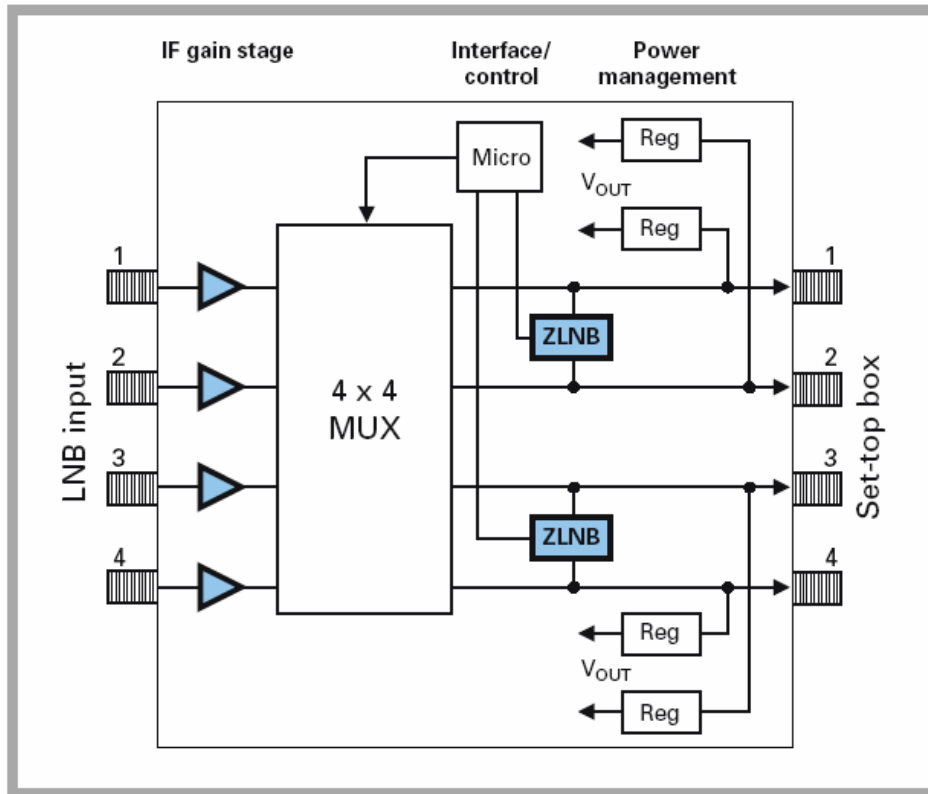 IF gain stage
Interface/
control
Power
management
Micro
Reg
VOUT
Reg
1
2
3
4
LNB input
4 x 4
MUX
ZLNB
ZLNB
1
2
3
4
Set-top box
Reg
VOUT
Reg